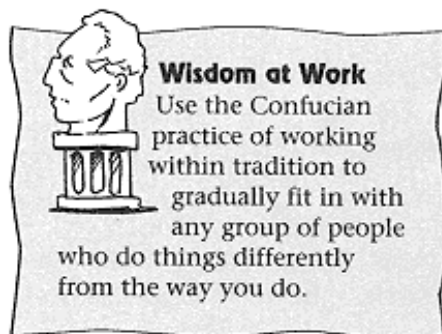 Wisdom at Work
Use the Confucian
practice of working
within tradition to
gradually fit in with
any group of people
who do things differently
from the way you do.